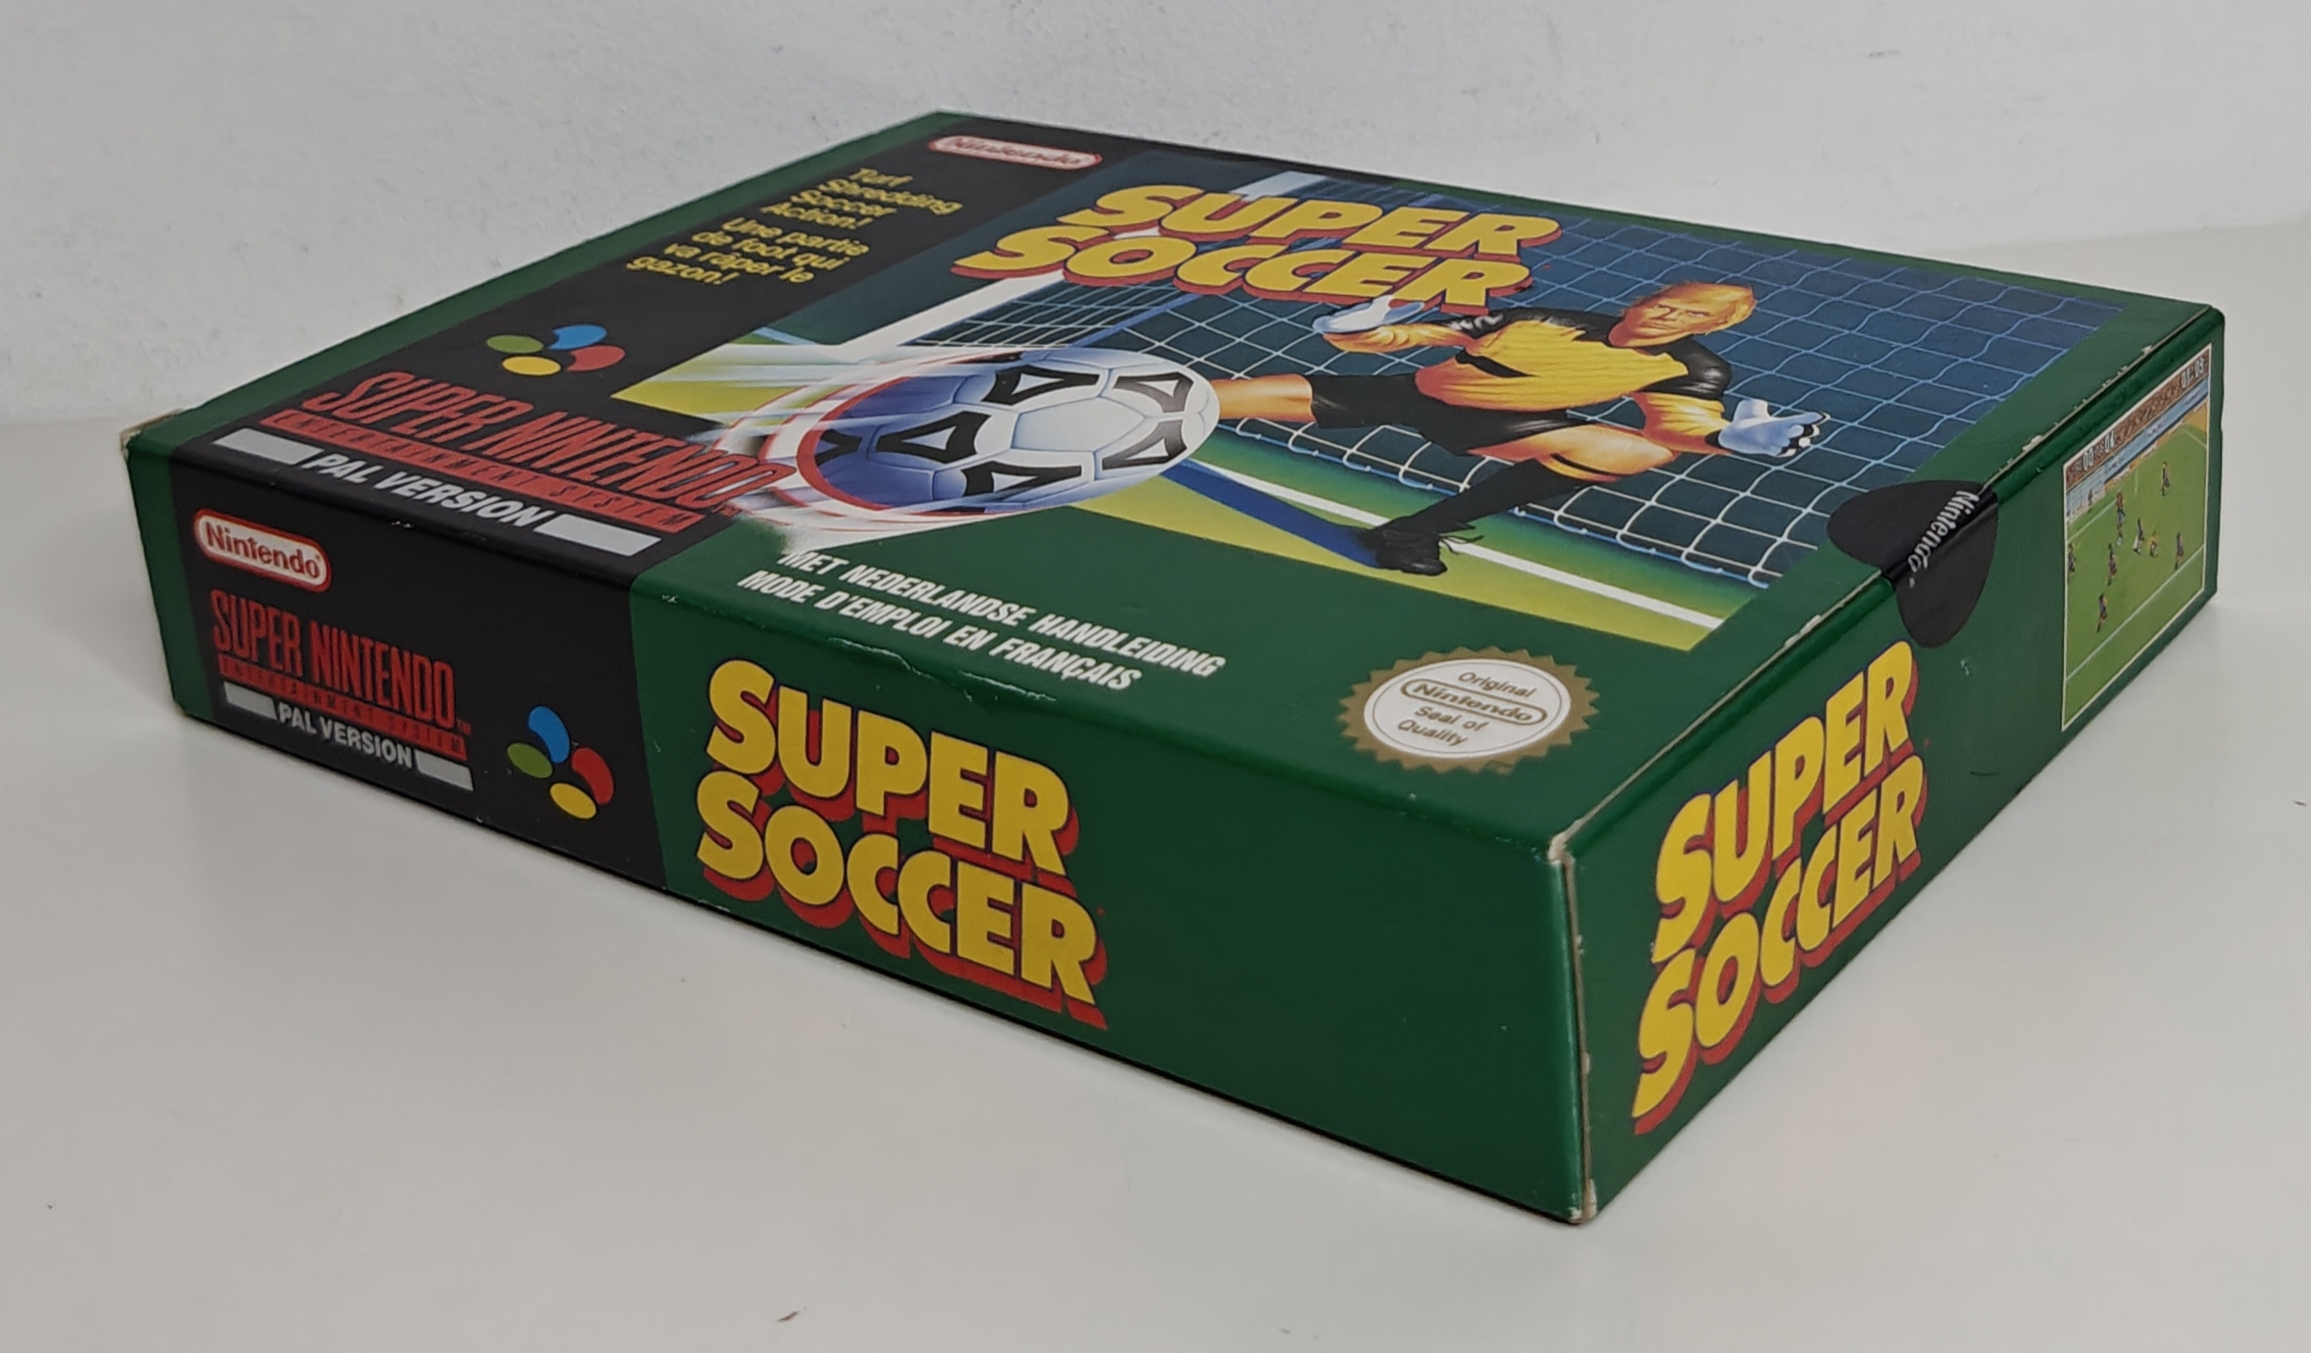 Nintendo
Turf
Shredding
Soccer
Action!
Une partie
de foot qui
va râper le
gazon!
SUPER
SOCCER
SUPER NINTENDO
ENTERTAINMENT SYSTEM
PAL VERSION
MET NEDERLANDSE HANDLEIDING
MODE D'EMPLOI EN FRANÇAIS
Original
Nintendo
Seal of
Quality
Nintendo
SUPER NINTENDO
ENTERTAINMENT SYSTEM
PAL VERSION
SUPER
SOCCER
Nintendo
SUPER
SOCCER